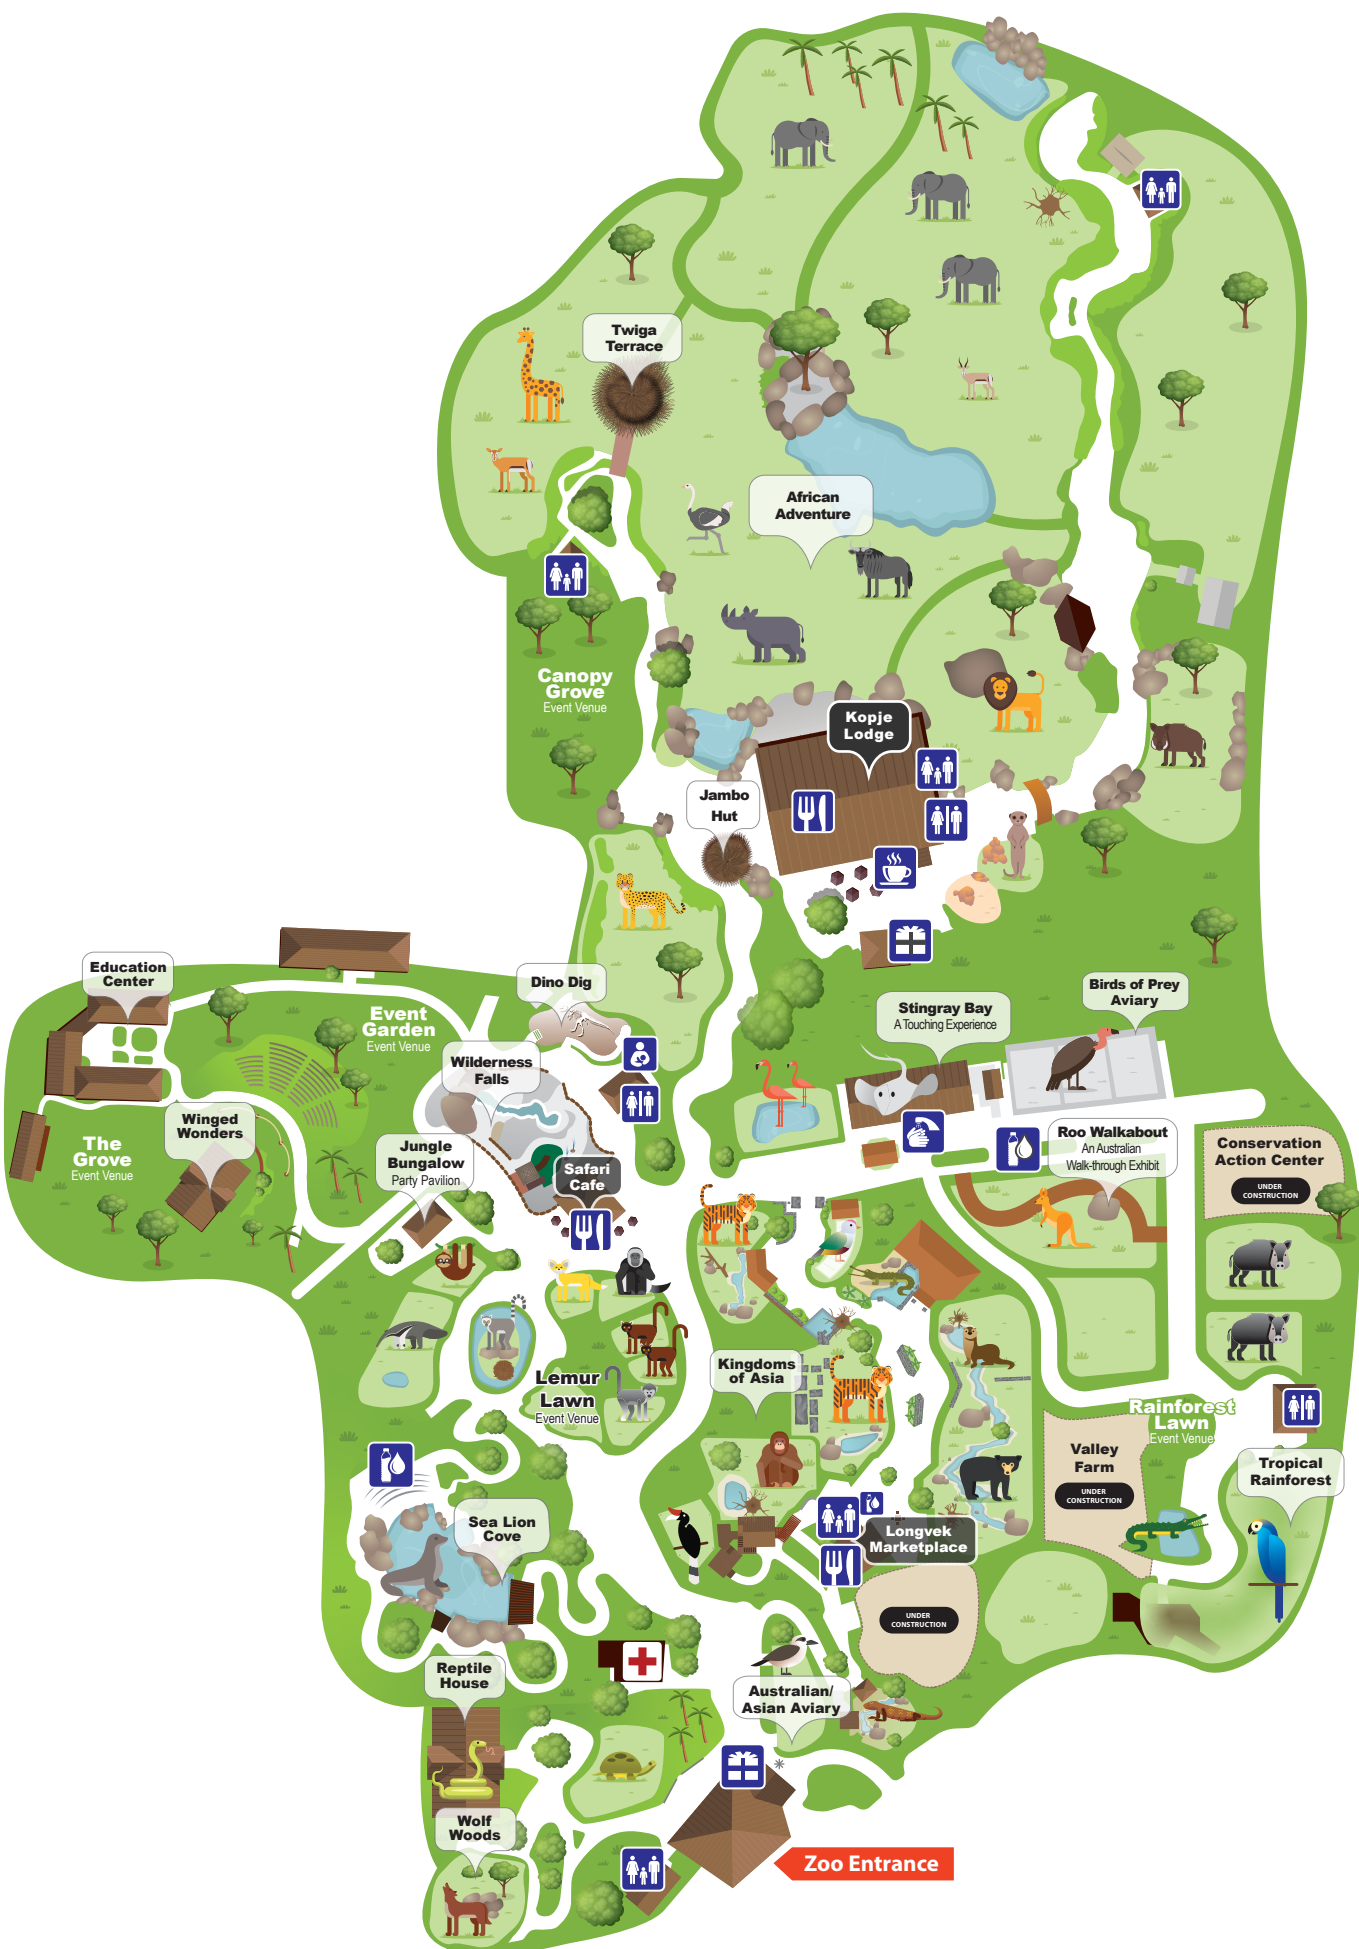 Twiga
Terrace
African
Adventure
Canopy
Grove
Event Venue
Kopje
Lodge
Jambo
Hut
Education
Center
Dino Dig
Event
Garden
Event Venue
Stingray Bay
A Touching Experience
Birds of Prey
Aviary
Wilderness
Falls
Winged
Wonders
The
Grove
Event Venue
Jungle
Bungalow
Party Pavilion
Safari
Cafe
Roo Walkabout
An Australian
Walk-through Exhibit
Conservation
Action Center
UNDER
CONSTRUCTION
Kingdoms
of Asia
Lemur
Lawn
Event Venue
Rainforest
Lawn
Event Venue
Valley
Farm
UNDER
CONSTRUCTION
Tropical
Rainforest
Sea Lion
Cove
Longvek
Marketplace
UNDER
CONSTRUCTION
Reptile
House
Australian/
Asian Aviary
Wolf
Woods
Zoo Entrance